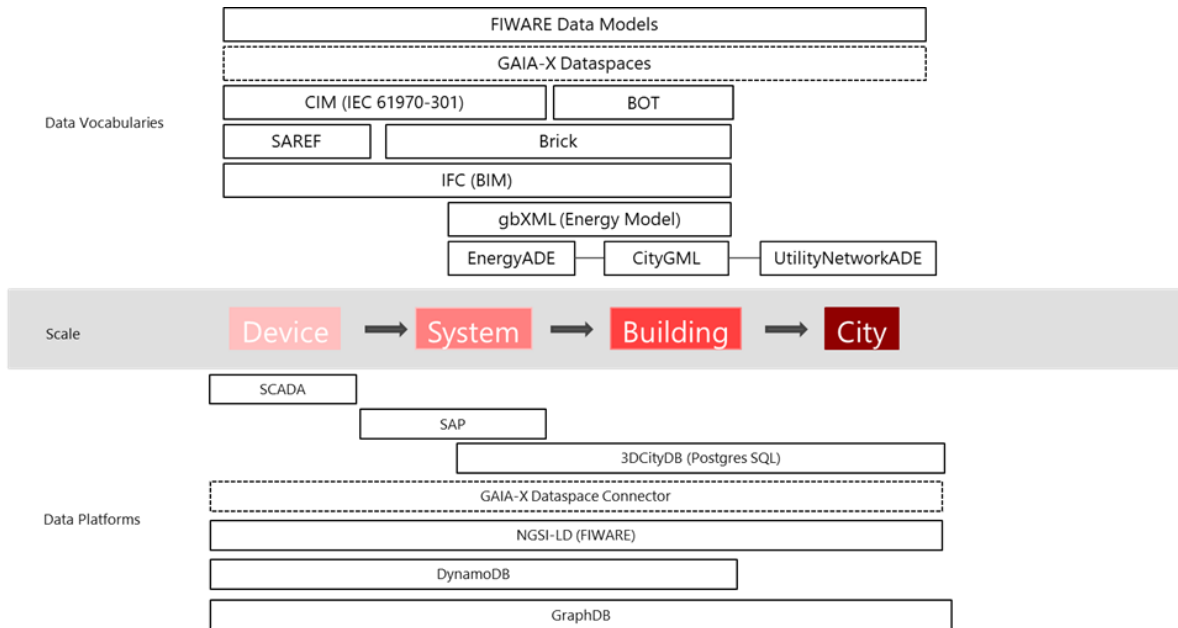 FIWARE Data Models
GAIA-X Dataspaces
CIM (IEC 61970-301)
BOT
Data Vocabularies
SAREF
Brick
IFC (BIM)
gbXML (Energy Model)
EnergyADE
CityGML
UtilityNetworkADE
Scale
Device
System
Building
City
SCADA
SAP
3DCityDB (Postgres SQL)
GAIA-X Dataspace Connector
Data Platforms
NGSI-LD (FIWARE)
DynamoDB
GraphDB